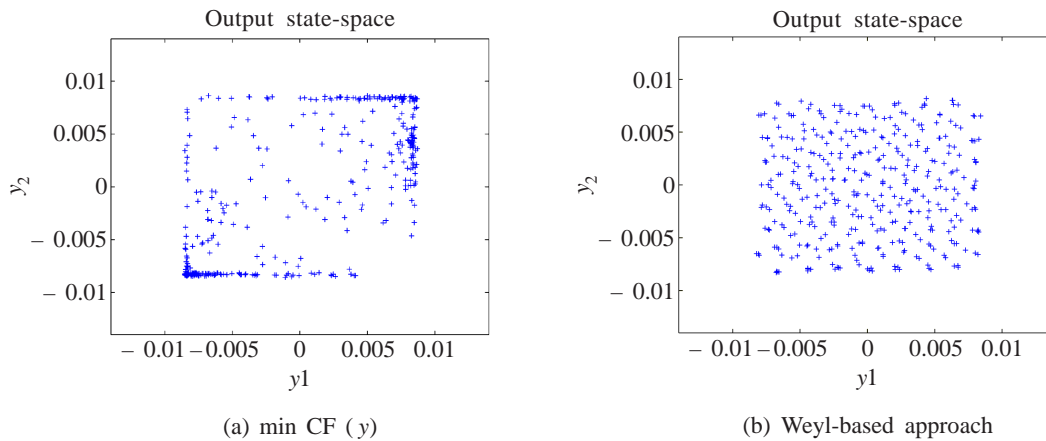 Output state-space
0.01
0.005
0
– 0.005
– 0.01
y2
– 0.01 –0.005 0 0.005 0.01
y1
(a) min CF ( y)
Output state-space
0.01
0.005
0
– 0.005
– 0.01
y2
– 0.01 –0.005 0 0.005 0.01
y1
(b) Weyl-based approach